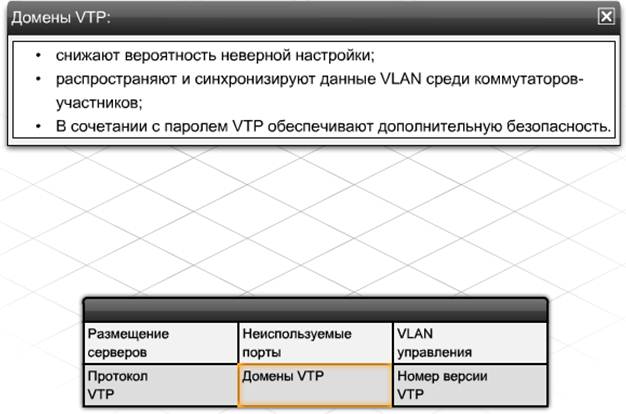 Домены VTP:
• снижают вероятность неверной настройки;
• распространяют и синхронизируют данные VLAN среди коммутаторов-
участников;
• В сочетании с паролем VTP обеспечивают дополнительную безопасность.
Размещение
серверов
Неиспользуемые
порты
VLAN
управления
Протокол
VTP
Домены VTP
Номер версии
VTP